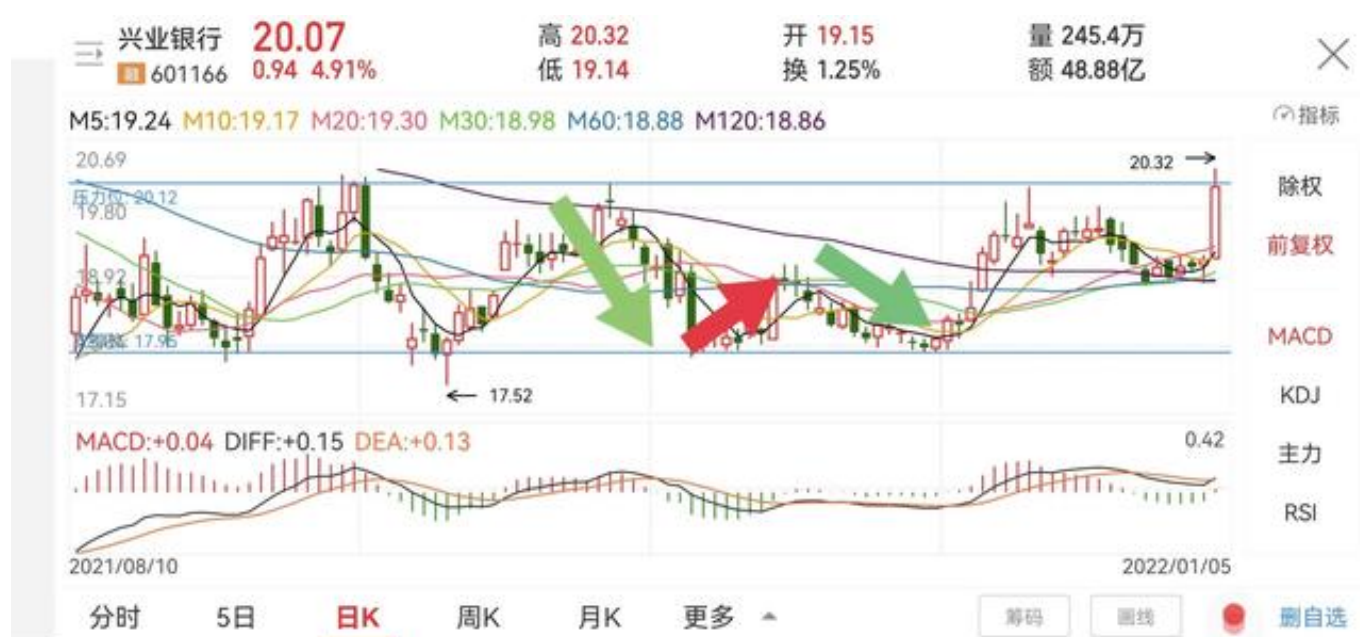 兴业银行 20.07 高 20.32 开 19.15 量 245.4万
融 601166 0.94 4.91% 低 19.14 换 1.25% 额 48.88亿
M5:19.24 M10:19.17 M20:19.30 M30:18.98 M60:18.88 M120:18.86 指标
20.69
20.32
压力位: 20.12
19.80
18.92
17.95
17.52
17.15
MACD:+0.04 DIFF:+0.15 DEA:+0.13 0.42
2021/08/10 2022/01/05
除权
前复权
MACD
KDJ
主力
RSI
分时 5日 日K 周K 月K 更多 筹码 画线 删自选